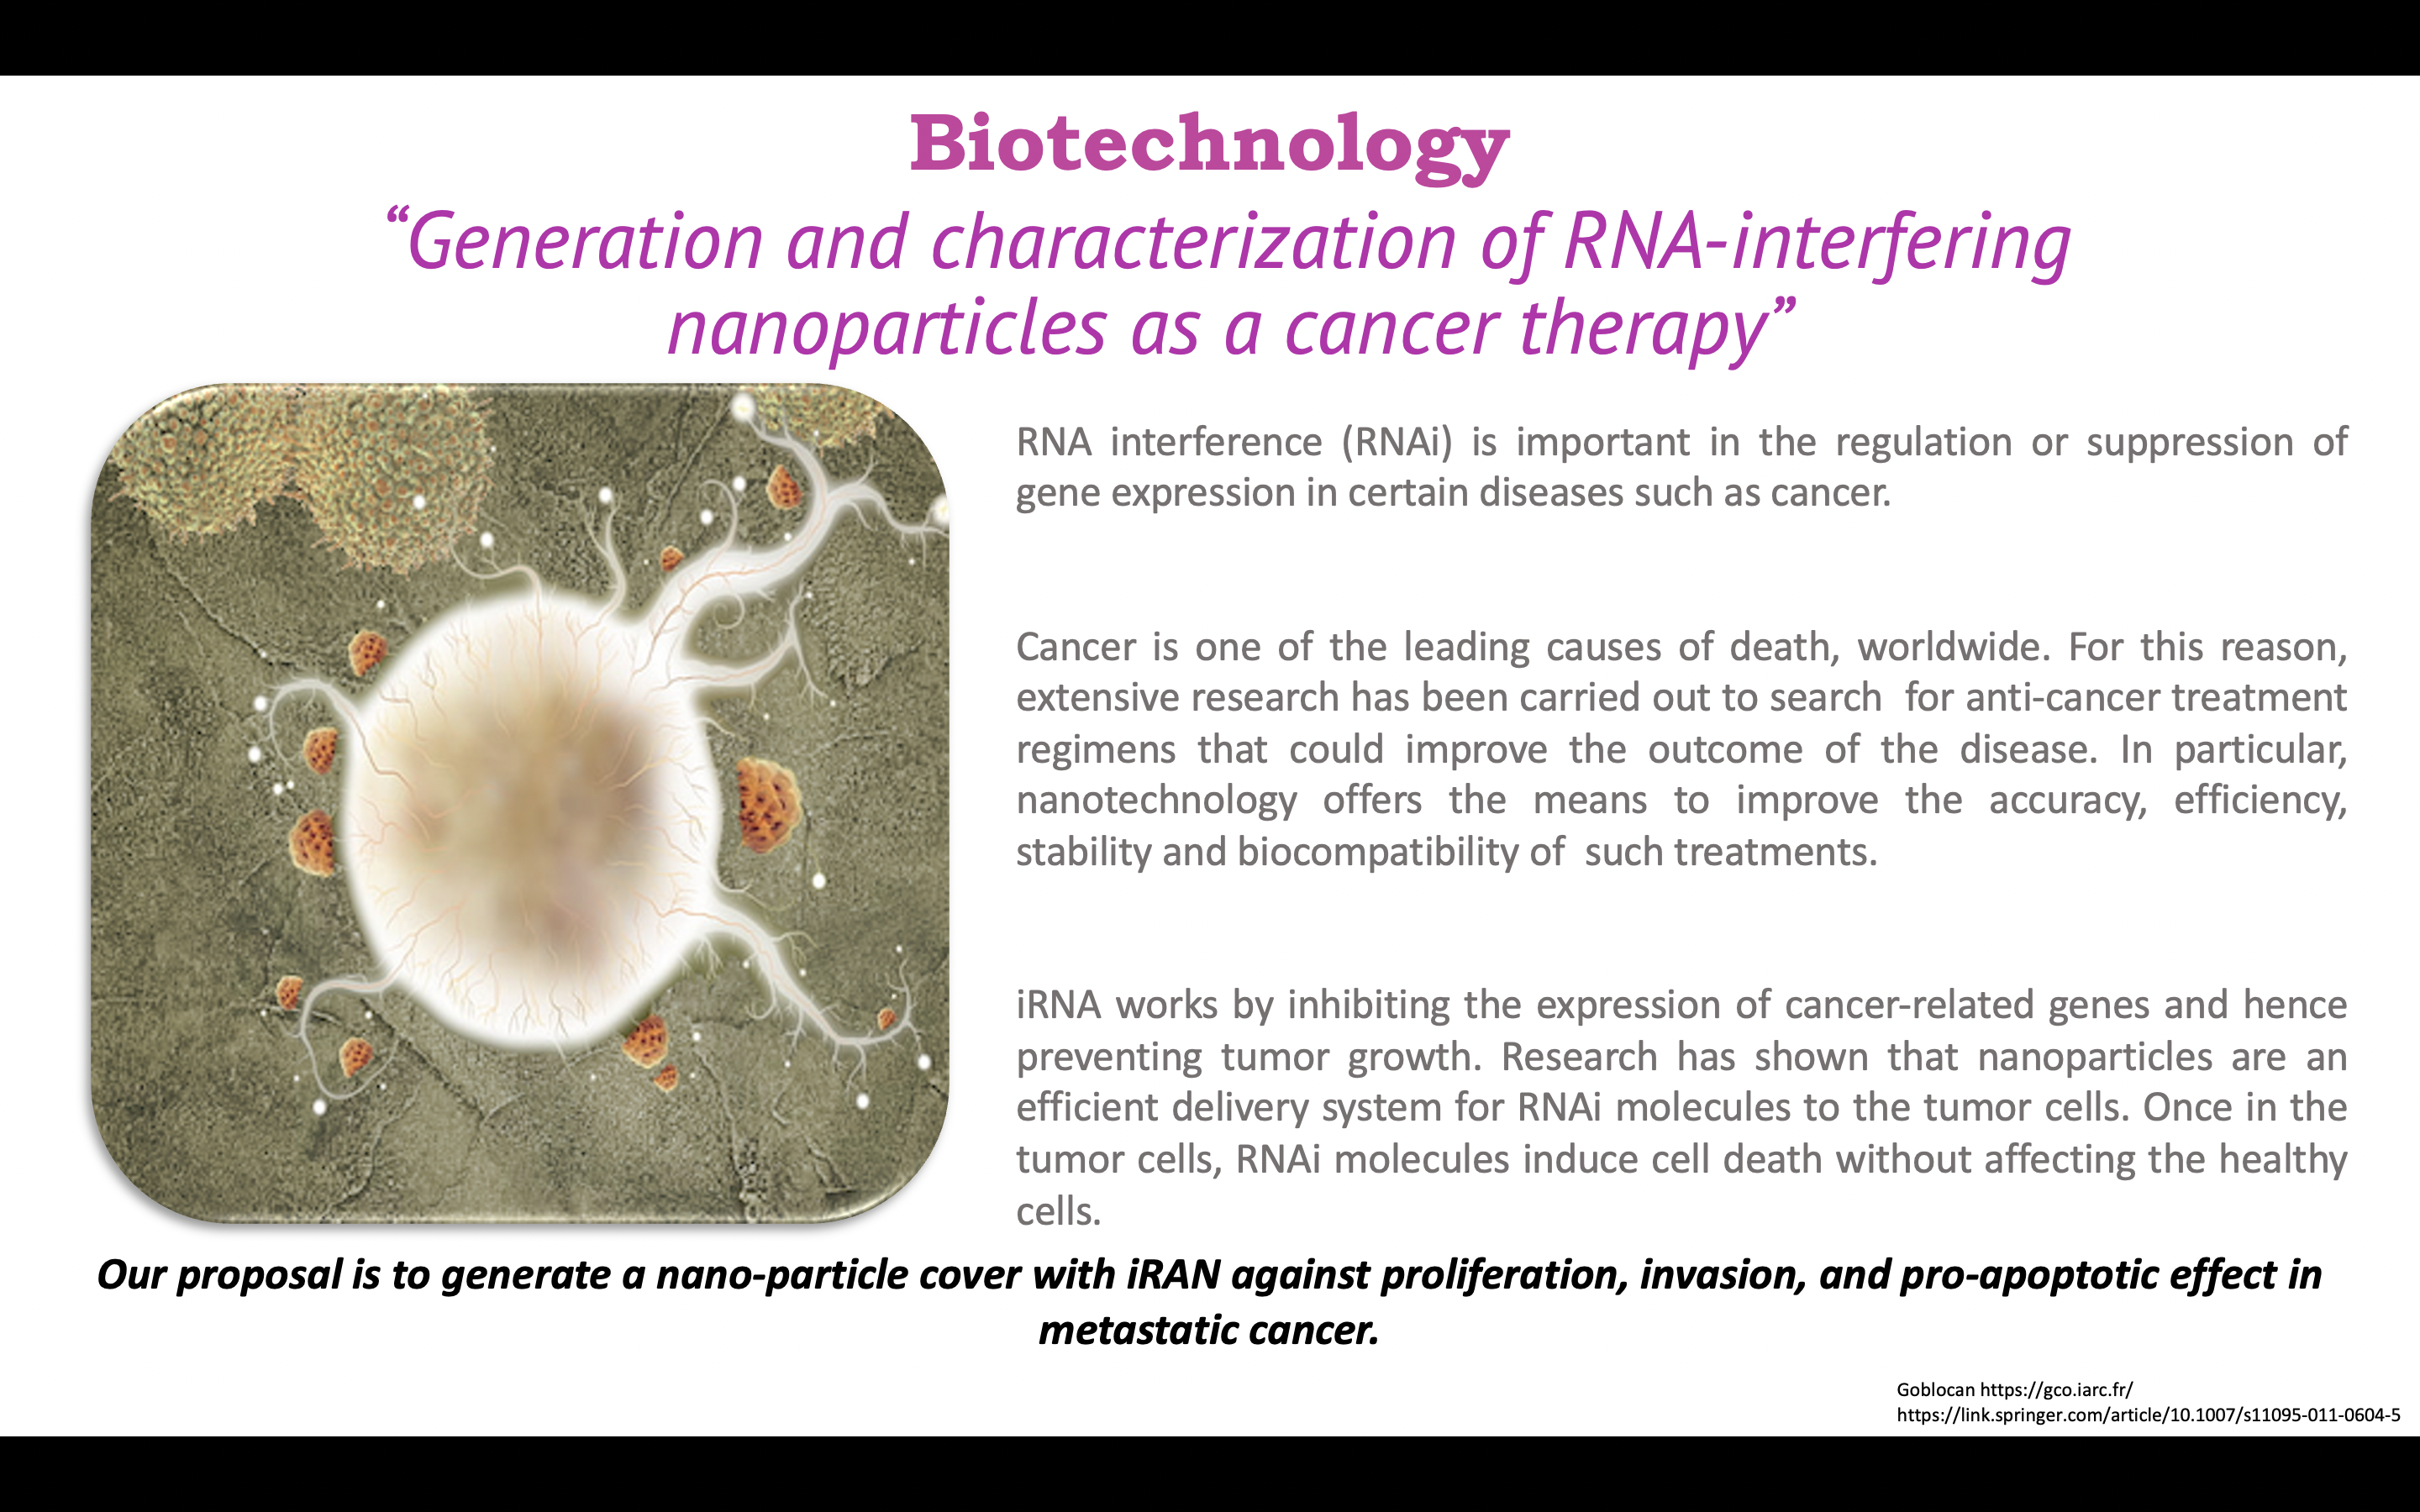 Biotechnology
“Generation and characterization of RNA-interfering
nanoparticles as a cancer therapy”
RNA interference (RNAi) is important in the regulation or suppression of
gene expression in certain diseases such as cancer.
Cancer is one of the leading causes of death, worldwide. For this reason,
extensive research has been carried out to search  for anti-cancer treatment
regimens that could improve the outcome of the disease. In particular,
nanotechnology offers the means to improve the accuracy, efficiency,
stability and biocompatibility of  such treatments.
iRNA works by inhibiting the expression of cancer-related genes and hence
preventing tumor growth. Research has shown that nanoparticles are an
efficient delivery system for RNAi molecules to the tumor cells. Once in the
tumor cells, RNAi molecules induce cell death without affecting the healthy
cells.
Our proposal is to generate a nano-particle cover with iRAN against proliferation, invasion, and pro-apoptotic effect in
metastatic cancer.
Goblocan https://gco.iarc.fr/
https://link.springer.com/article/10.1007/s11095-011-0604-5